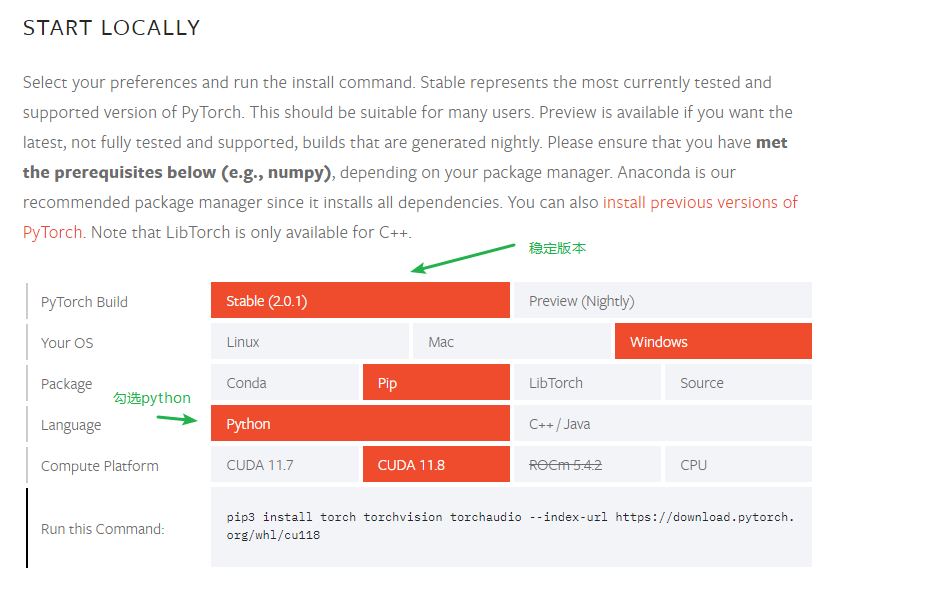 START LOCALLY
Select your preferences and run the install command. Stable represents the most currently tested and
supported version of PyTorch. This should be suitable for many users. Preview is available if you want the
latest, not fully tested and supported, builds that are generated nightly. Please ensure that you have met
the prerequisites below (e.g., numpy), depending on your package manager. Anaconda is our
recommended package manager since it installs all dependencies. You can also install previous versions of
PyTorch. Note that LibTorch is only available for C++.
稳定版本
PyTorch Build Stable (2.0.1) Preview (Nightly)
Your OS Linux Mac Windows
Package Conda Pip LibTorch Source
勾选python
Language Python C++ / Java
Compute Platform CUDA 11.7 CUDA 11.8 ROCm 5.4.2 CPU
Run this Command: pip3 install torch torchvision torchaudio --index-url https://download.pytorch.
org/whl/cu118